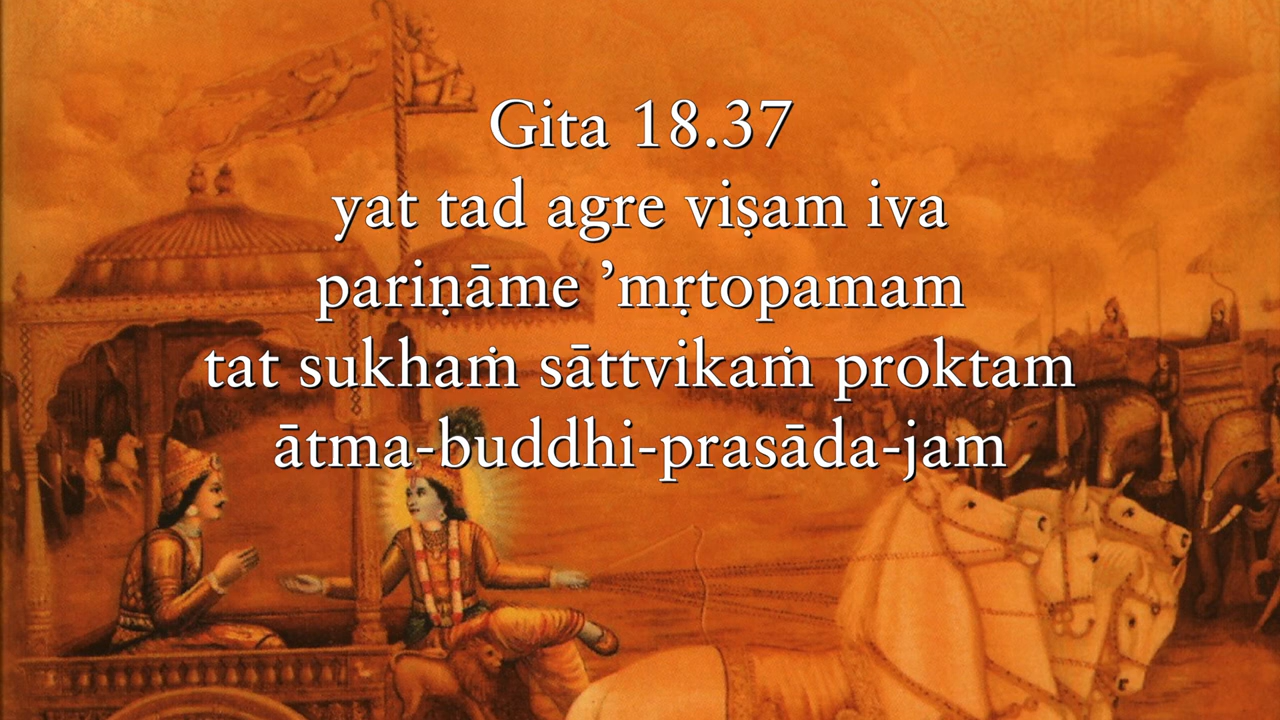 Gita 18.37
yat tad agre viṣam iva
pariṇāme ’mṛtopamam
tat sukhaṁ sāttvikaṁ proktam
ātma-buddhi-prasāda-jam